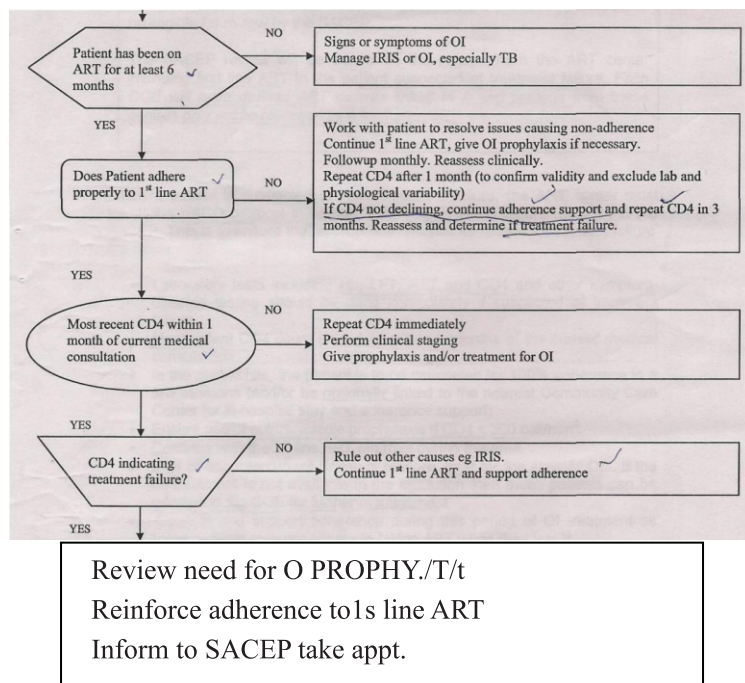 Patient has been on
ART for at least 6
months
NO
Signs or symptoms of OI
Manage IRIS or OI, especially TB
YES
Does Patient adhere
properly to 1st line ART
NO
Work with patient to resolve issues causing non-adherence
Continue 1st line ART, give OI prophylaxis if necessary.
Followup monthly. Reassess clinically.
Repeat CD4 after 1 month (to confirm validity and exclude lab and
physiological variability)
If CD4 not declining, continue adherence support and repeat CD4 in 3
months. Reassess and determine if treatment failure.
YES
Most recent CD4 within 1
month of current medical
consultation
NO
Repeat CD4 immediately
Perform clinical staging
Give prophylaxis and/or treatment for OI
YES
CD4 indicating
treatment failure?
NO
Rule out other causes eg IRIS.
Continue 1st line ART and support adherence
YES
Review need for O PROPHY./T/t
Reinforce adherence to1s line ART
Inform to SACEP take appt.